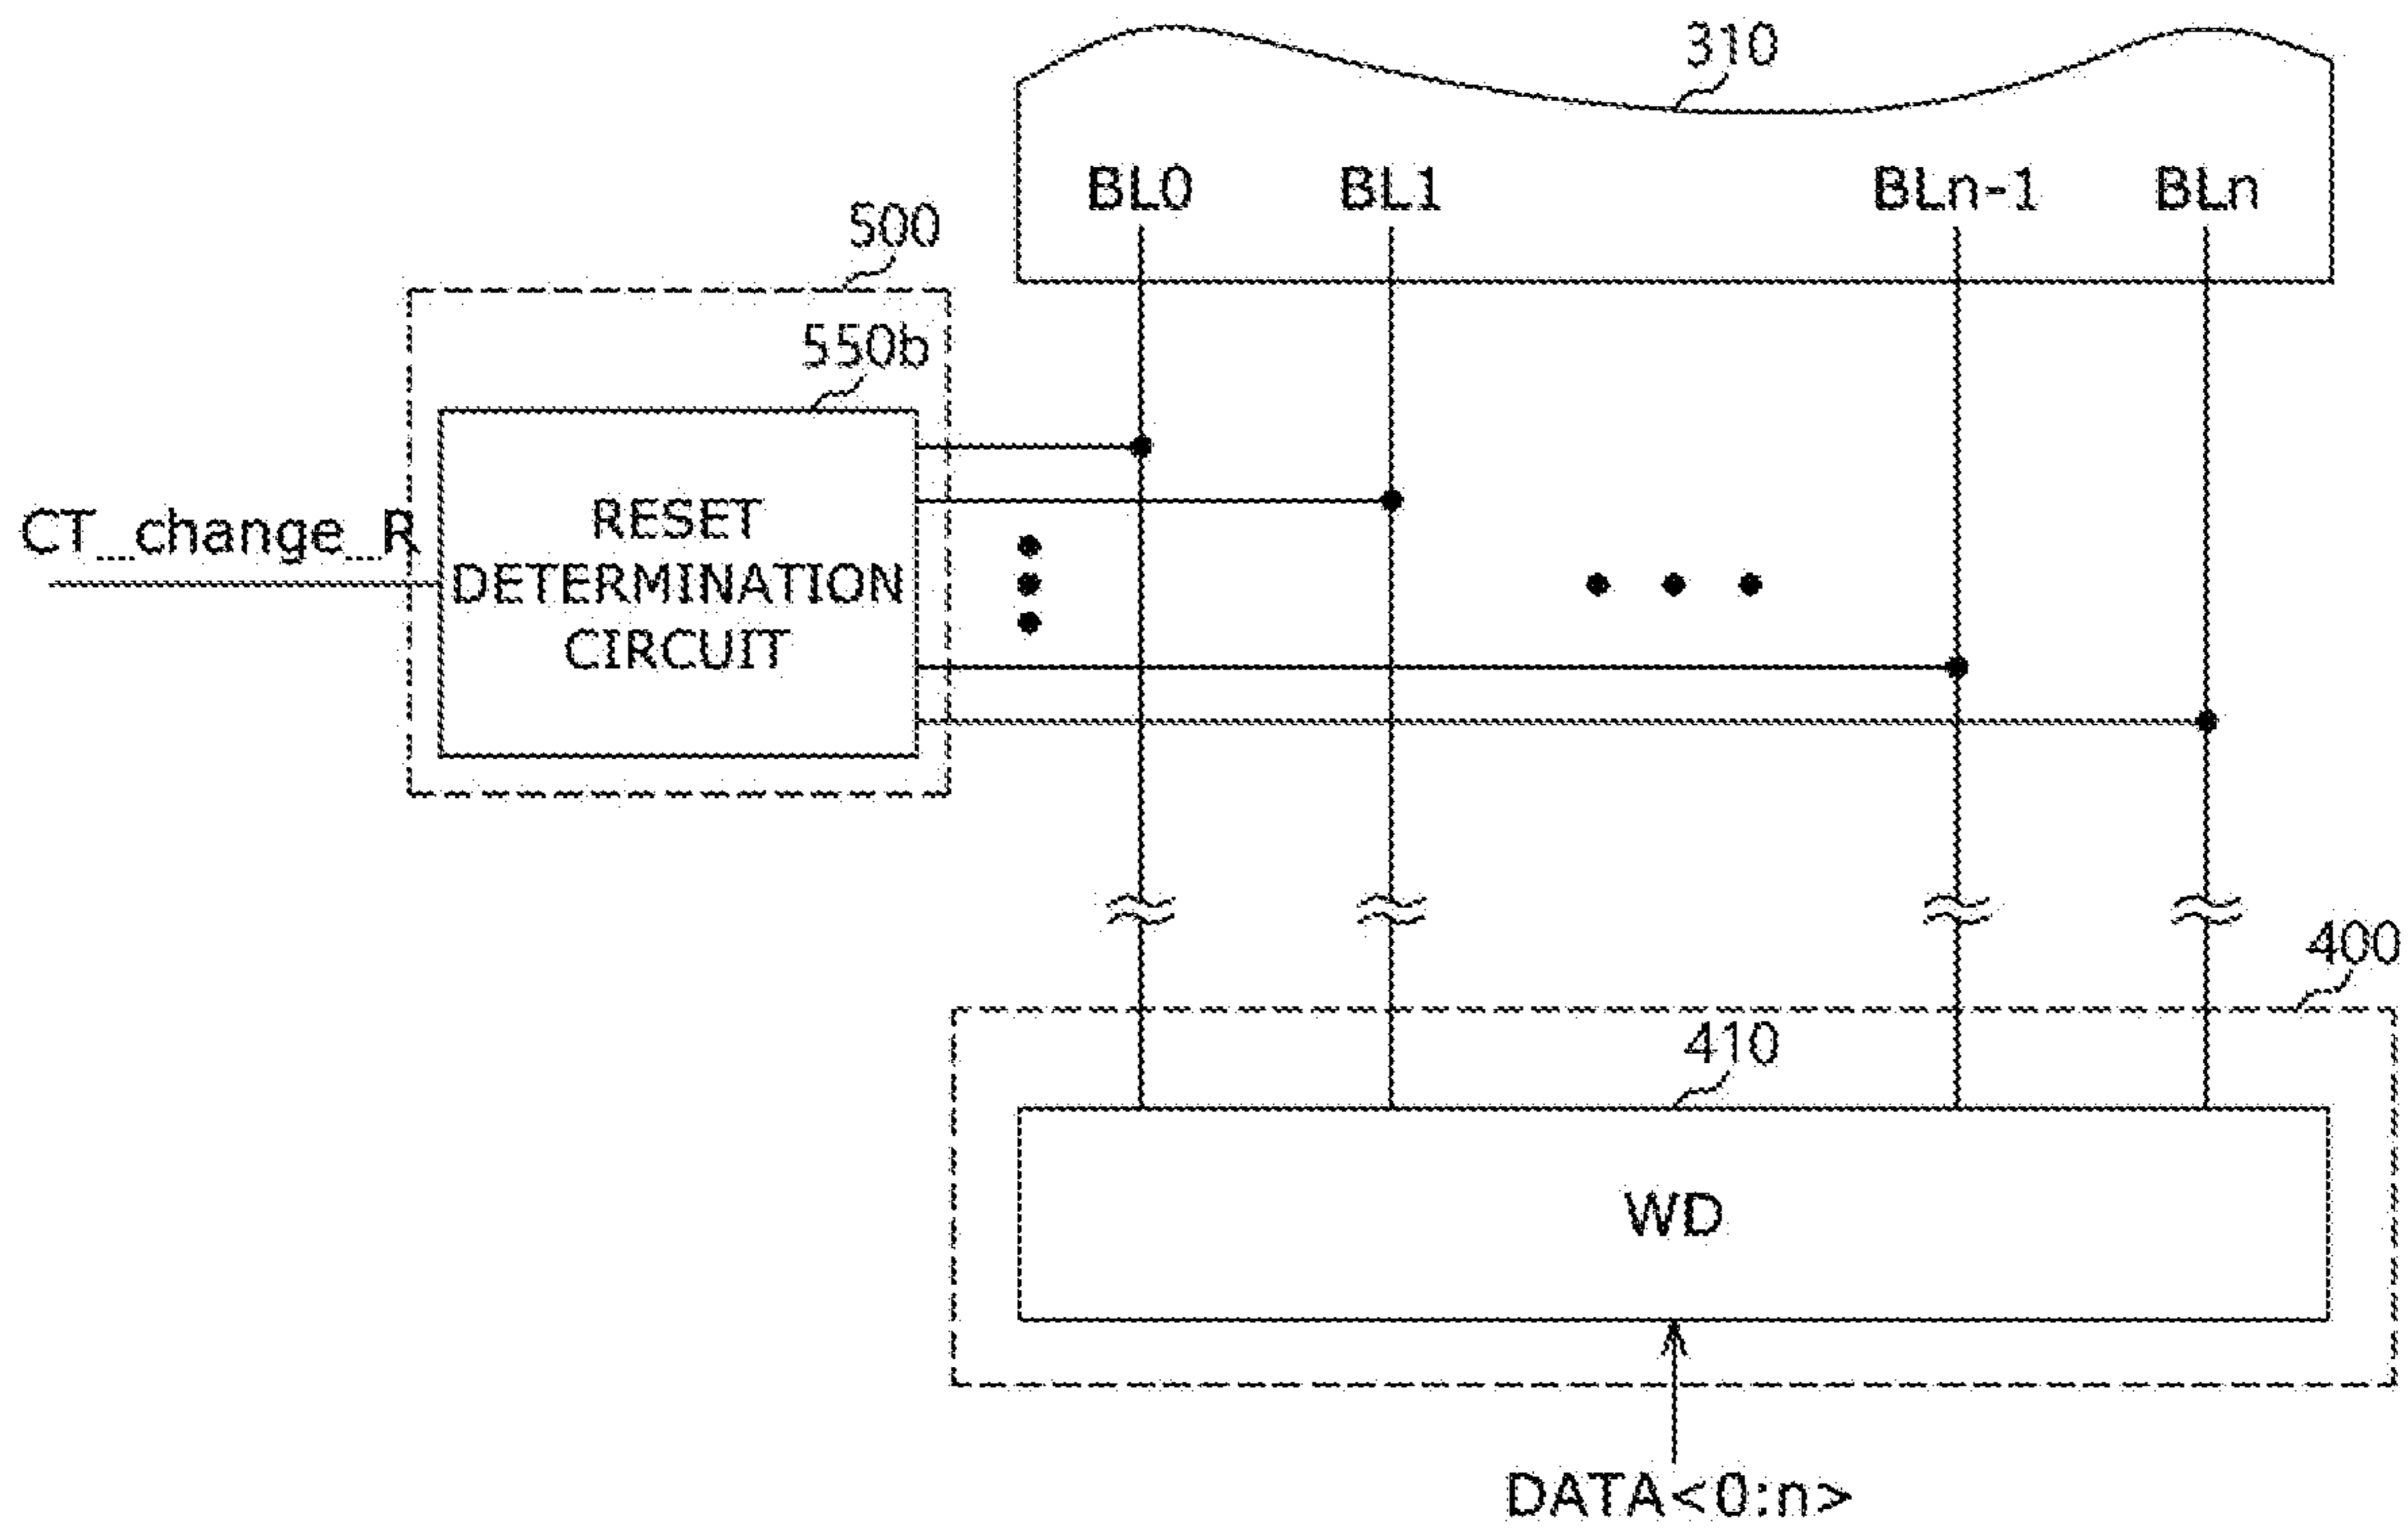 310
BL0 BL1 BLn-1 BLn
500
550b
CT_change_R
RESET
DETERMINATION
CIRCUIT
400
410
WD
DATA<0:n>